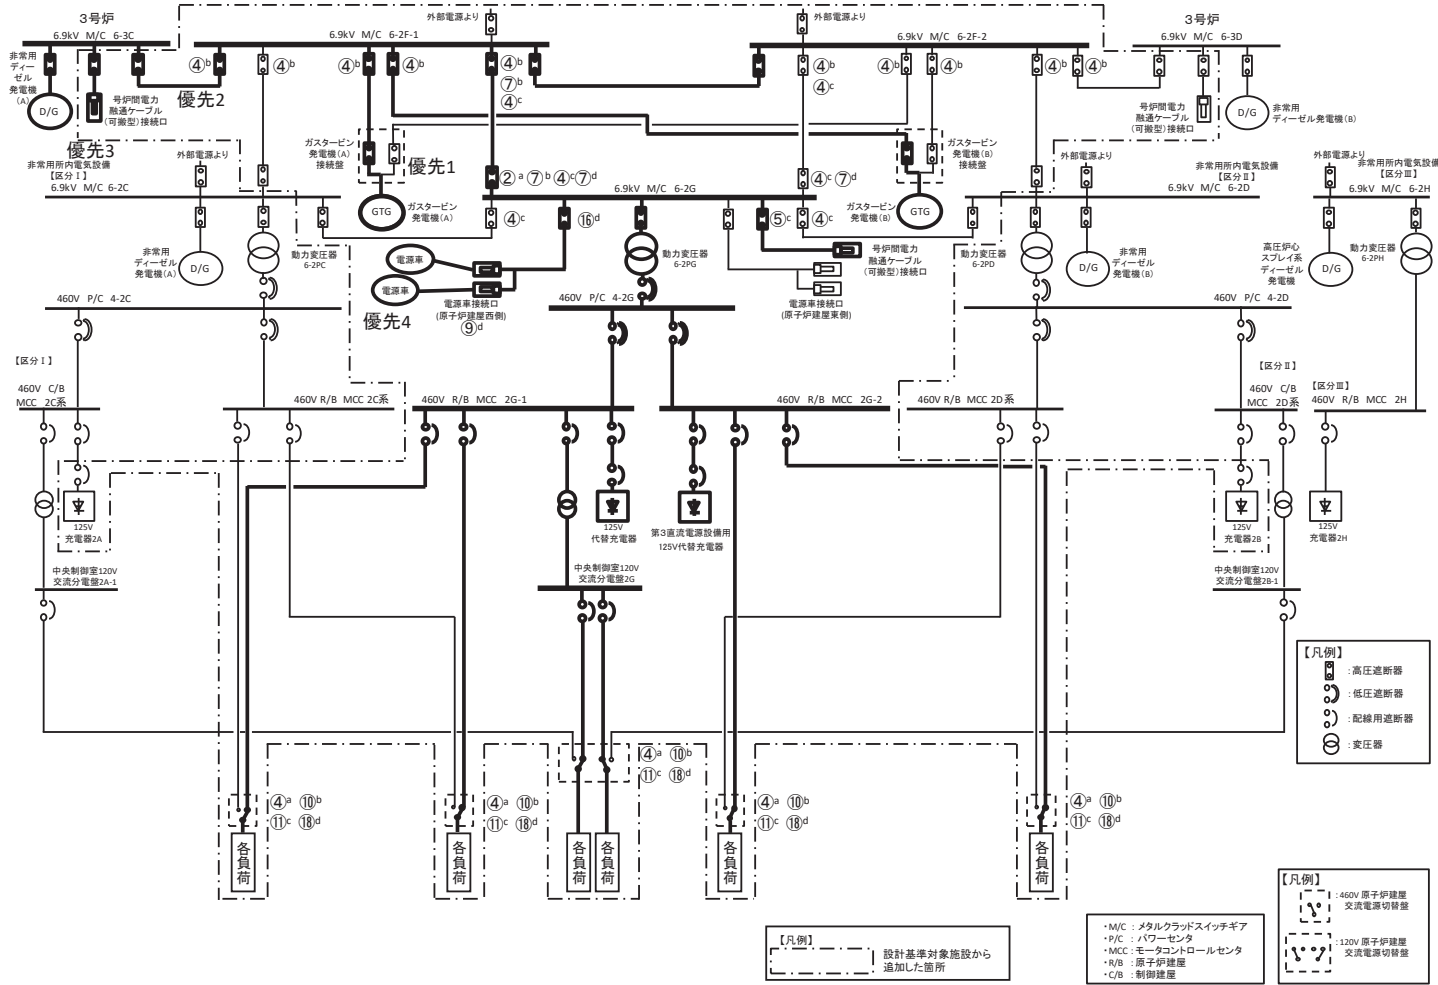 3号炉
6.9kV M/C 6-3C
外部電源より
6.9kV M/C 6-2F-1
外部電源より
6.9kV M/C 6-2F-2
3号炉
6.9kV M/C 6-3D
非常用
ディー
ゼル
発電機
(A)
D/G
④b
④b
④b
④b
④b
⑦b
④c
④b
④c
④b
④b
④b
④b
優先2
号炉間電力
融通ケーブル
(可搬型)接続口
優先3
号炉間電力
融通ケーブル
(可搬型)接続口
D/G
非常用
ディーゼル発電機(B)
ガスタービン
発電機(A)
接続盤
優先1
ガスタービン
発電機(B)
接続盤
外部電源より
非常用所内電気設備
【区分Ⅰ】
6.9kV M/C 6-2C
②a ⑦b ④c ⑦d
6.9kV M/C 6-2G
④c ⑦d
外部電源より
非常用所内電気設備
【区分Ⅱ】
6.9kV M/C 6-2D
外部電源より
非常用所内電気設備
【区分Ⅲ】
6.9kV M/C 6-2H
GTG
ガスタービン
発電機(A)
④c
⑯d
⑤c
④c
ガスタービン
発電機(B)
GTG
非常用
ディーゼル
発電機(A)
D/G
動力変圧器
6-2PC
電源車
電源車
電源車接続口
(原子炉建屋西側)
⑨d
優先4
動力変圧器
6-2PG
号炉間電力
融通ケーブル
(可搬型)接続口
電源車接続口
(原子炉建屋東側)
動力変圧器
6-2PD
D/G
非常用
ディーゼル
発電機(B)
高圧炉心
スプレイ系
ディーゼル
発電機
D/G
動力変圧器
6-2PH
460V P/C 4-2C
460V P/C 4-2G
460V P/C 4-2D
【区分Ⅰ】
460V C/B
MCC 2C系
460V R/B MCC 2C系
460V R/B MCC 2G-1
460V R/B MCC 2G-2
460V R/B MCC 2D系
【区分Ⅱ】
460V C/B
MCC 2D系
【区分Ⅲ】
460V R/B MCC 2H
125V
充電器2A
125V
代替充電器
第3直流電源設備用
125V代替充電器
125V
充電器2B
125V
充電器2H
中央制御室120V
交流分電盤2A-1
中央制御室120V
交流分電盤2G
中央制御室120V
交流分電盤2B-1
【凡例】
：高圧遮断器
：低圧遮断器
：配線用遮断器
：変圧器
④a ⑩b
⑪c ⑱d
④a ⑩b
⑪c ⑱d
④a ⑩b
⑪c ⑱d
④a ⑩b
⑪c ⑱d
④a ⑩b
⑪c ⑱d
各負荷
各負荷
各負荷
各負荷
各負荷
各負荷
【凡例】
設計基準対象施設から
追加した箇所
・M/C ：メタルクラッドスイッチギア
・P/C ：パワーセンタ
・MCC ：モータコントロールセンタ
・R/B ：原子炉建屋
・C/B ：制御建屋
【凡例】
：460V 原子炉建屋
交流電源切替盤
：120V 原子炉建屋
交流電源切替盤